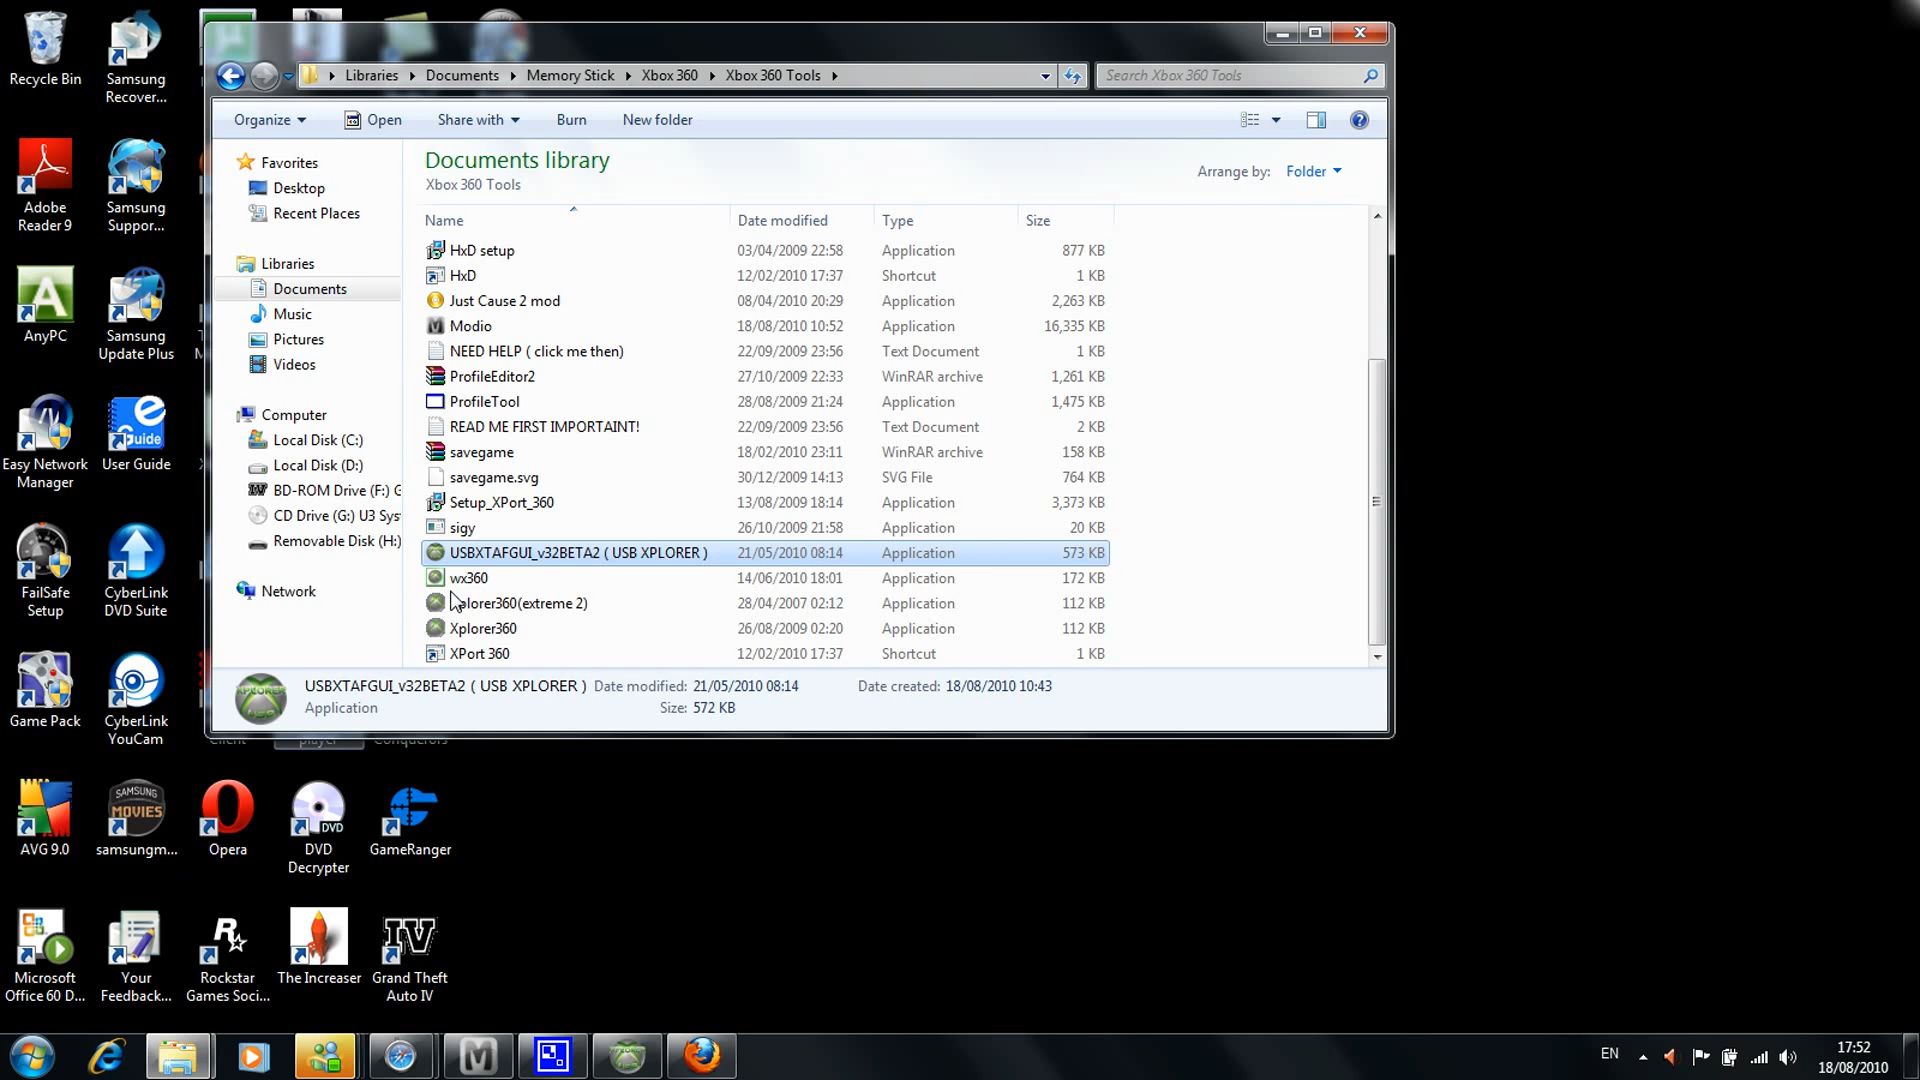 Recycle Bin
Samsung
Recover...
Adobe
Reader 9
Samsung
Suppor...
AnyPC
Samsung
Update Plus
Easy Network
Manager
User Guide
FailSafe
Setup
CyberLink
DVD Suite
Game Pack
CyberLink
YouCam
AVG 9.0
SAMSUNG
MOVIES
samsungm...
Opera
DVD
DVD
Decrypter
GameRanger
Microsoft
Office 60 D...
Your
Feedback...
Rockstar
Games Soci...
The Increaser
Grand Theft
Auto IV
Libraries
Documents
Memory Stick
Xbox 360
Xbox 360 Tools
Search Xbox 360 Tools
Organize
Open
Share with
Burn
New folder
Favorites
Desktop
Recent Places
Libraries
Documents
Music
Pictures
Videos
Computer
Local Disk (C:)
Local Disk (D:)
BD-ROM Drive (F:) G
CD Drive (G:) U3 Sys
Removable Disk (H:)
Network
Documents library
Xbox 360 Tools
Arrange by: Folder
Name Date modified Type Size
HxD setup 03/04/2009 22:58 Application 877 KB
HxD 12/02/2010 17:37 Shortcut 1 KB
Just Cause 2 mod 08/04/2010 20:29 Application 2,263 KB
Modio 18/08/2010 10:52 Application 16,335 KB
NEED HELP ( click me then) 22/09/2009 23:56 Text Document 1 KB
ProfileEditor2 27/10/2009 22:33 WinRAR archive 1,261 KB
ProfileTool 28/08/2009 21:24 Application 1,475 KB
READ ME FIRST IMPORTAINT! 22/09/2009 23:56 Text Document 2 KB
savegame 18/02/2010 23:11 WinRAR archive 158 KB
savegame.svg 30/12/2009 14:13 SVG File 764 KB
Setup_XPort_360 13/08/2009 18:14 Application 3,373 KB
sigy 26/10/2009 21:58 Application 20 KB
USBXTAFGUI_v32BETA2 ( USB XPLORER ) 21/05/2010 08:14 Application 573 KB
wx360 14/06/2010 18:01 Application 172 KB
plorer360(extreme 2) 28/04/2007 02:12 Application 112 KB
Xplorer360 26/08/2009 02:20 Application 112 KB
XPort 360 12/02/2010 17:37 Shortcut 1 KB
USBXTAFGUI_v32BETA2 ( USB XPLORER ) Date modified: 21/05/2010 08:14 Date created: 18/08/2010 10:43
Application Size: 572 KB
EN
17:52
18/08/2010